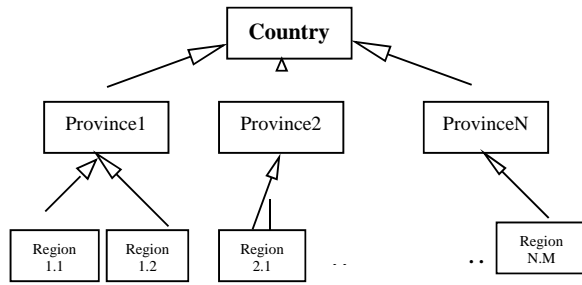 Country
Province1 Province2 ProvinceN
Region Region Region Region
1.1 1.2 2.1 N.M
.. ..